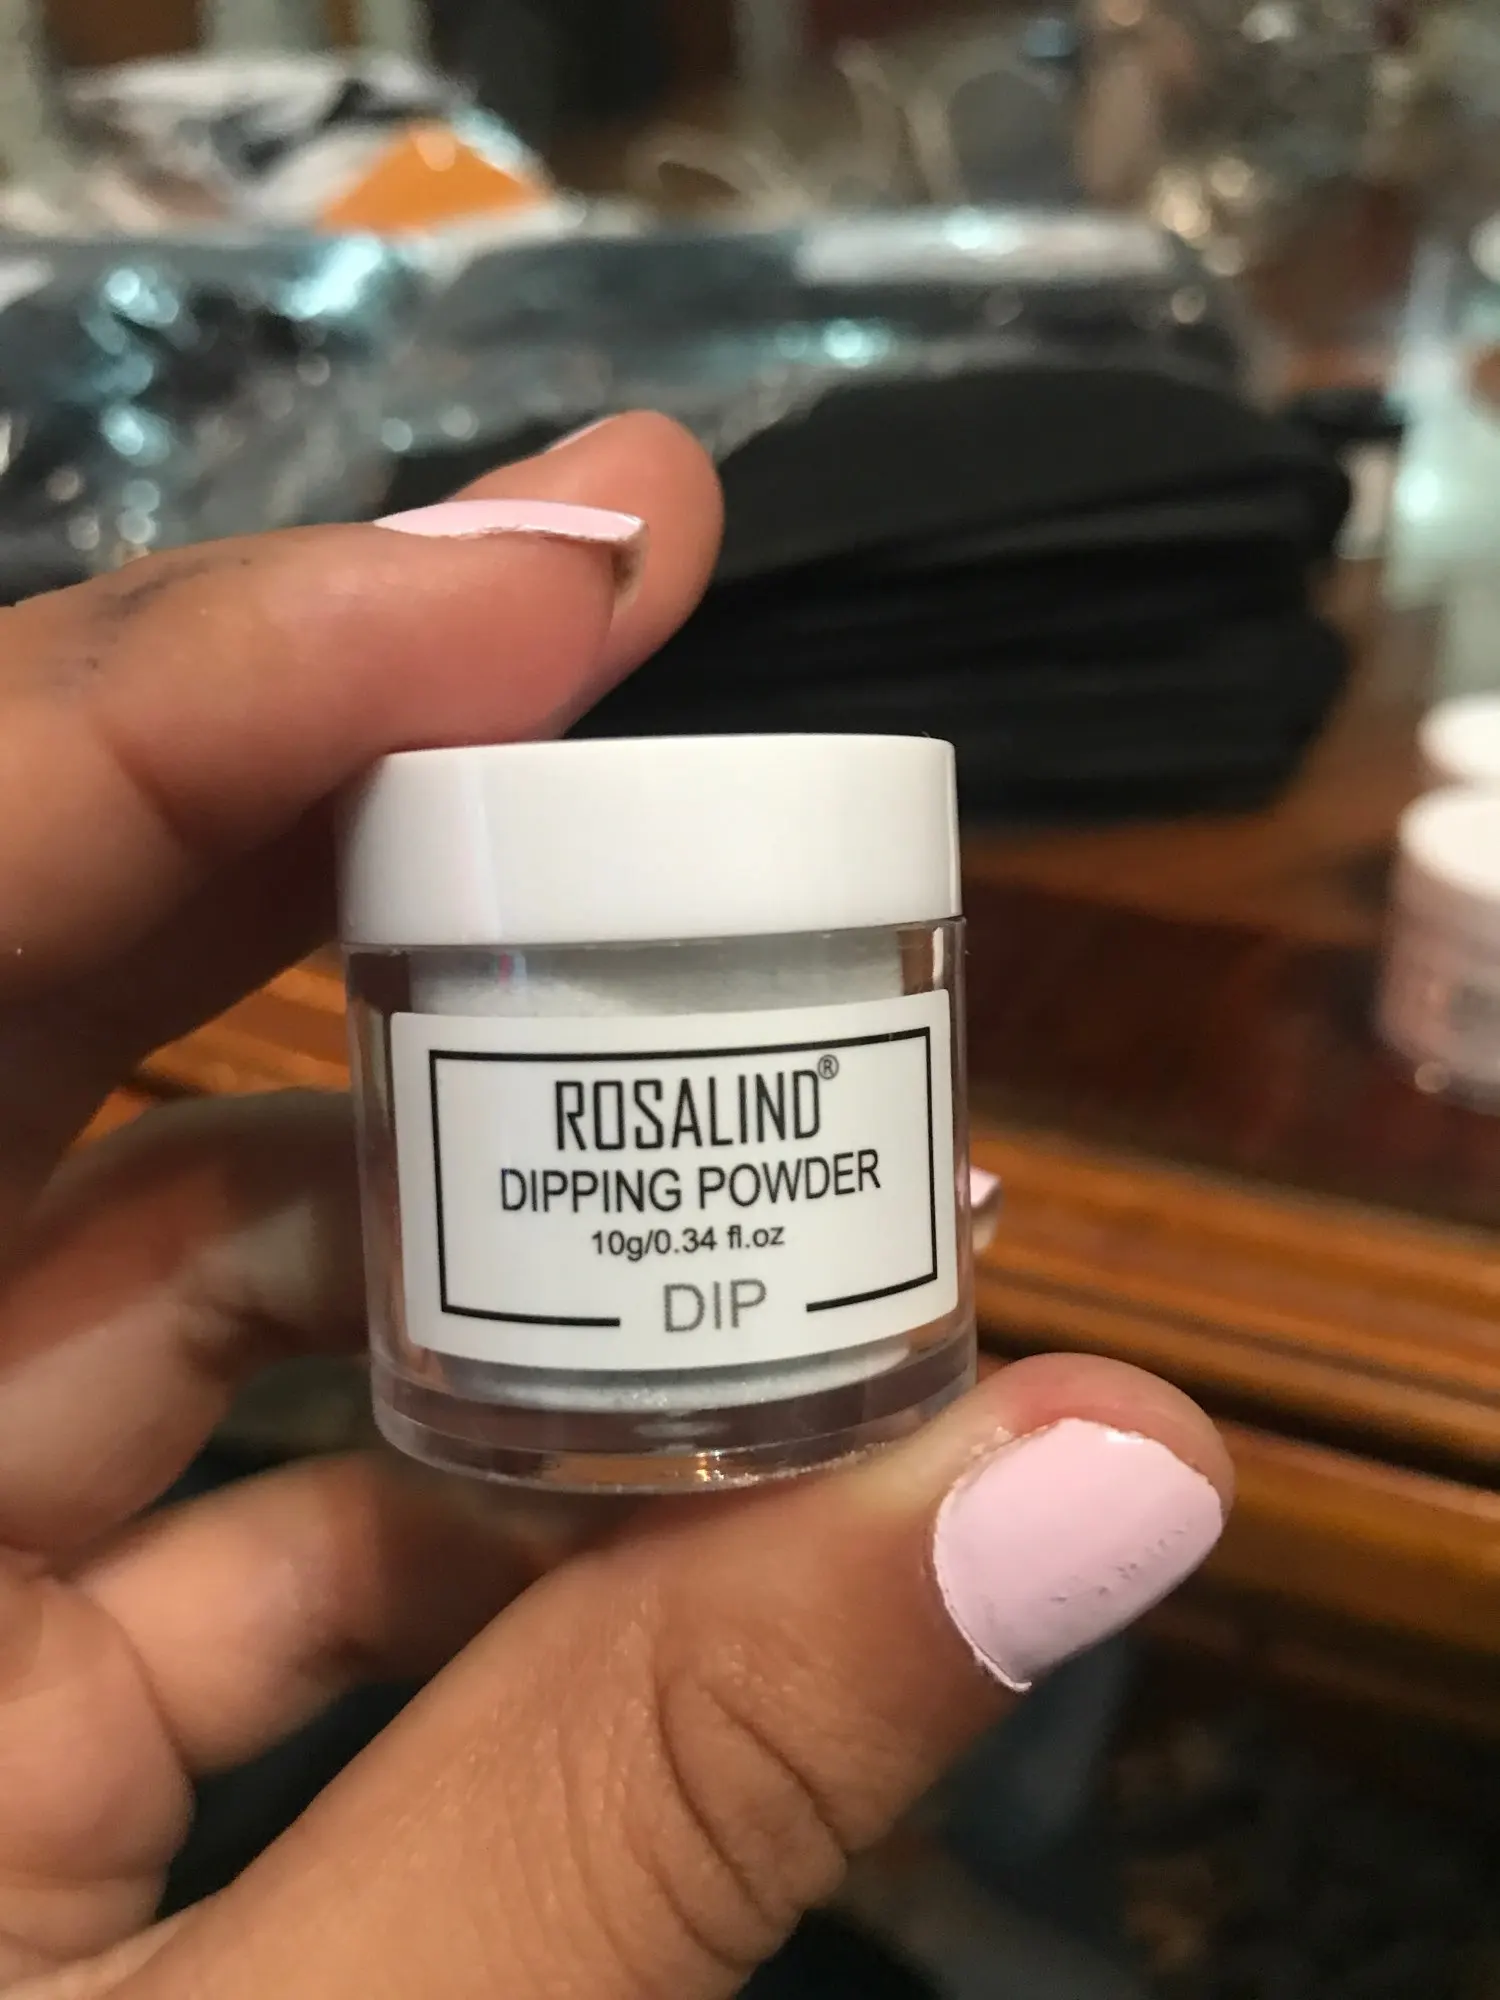 ROSALIND®
DIPPING POWDER
10g/0.34 fl.oz
DIP